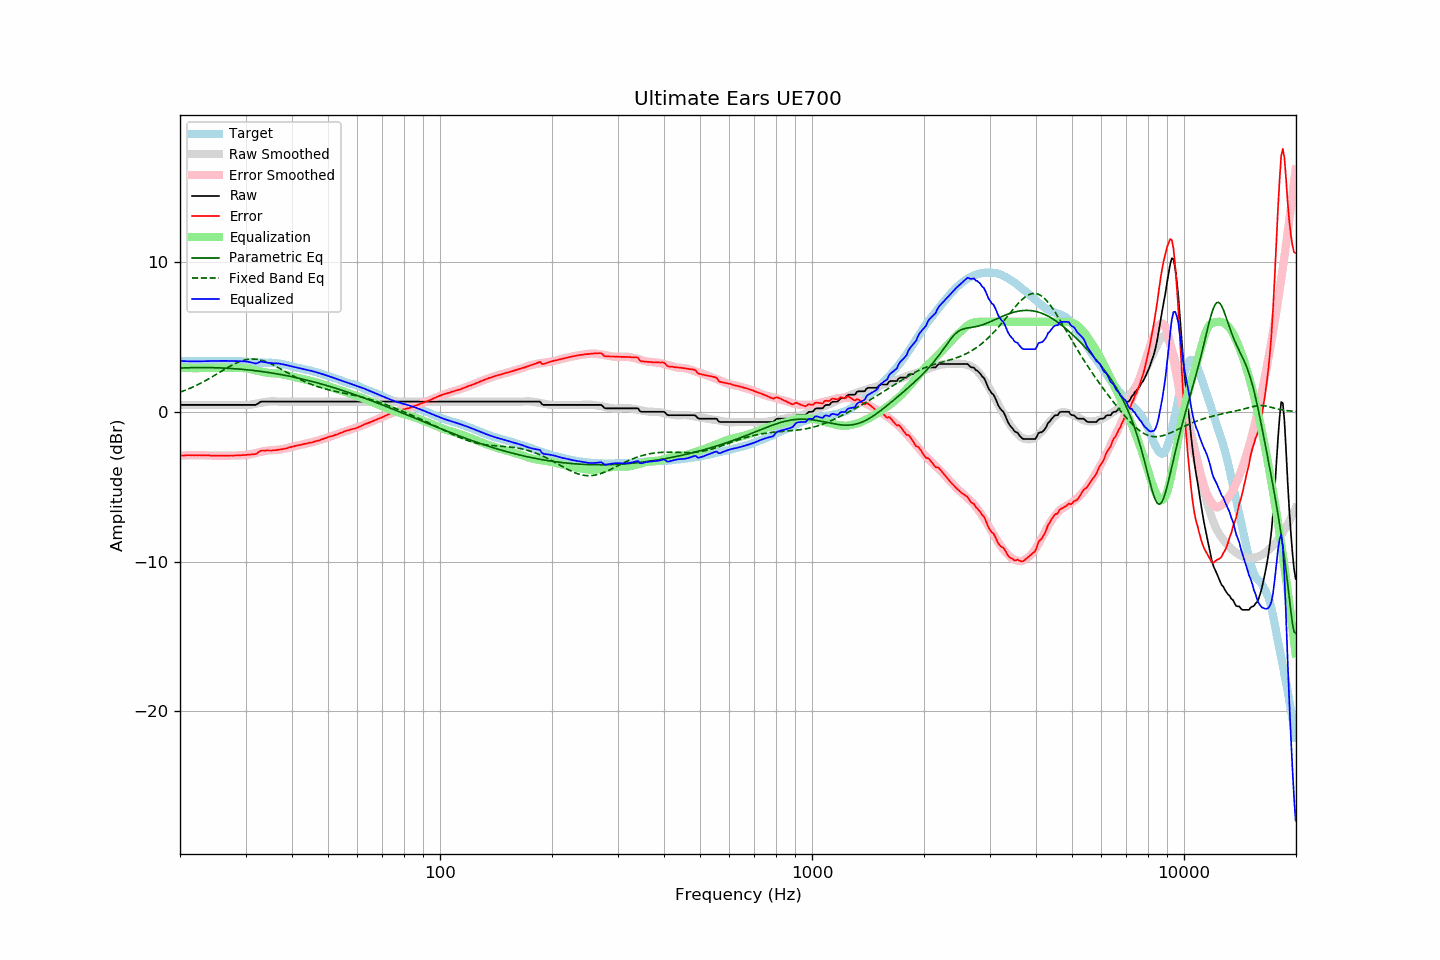 Ultimate Ears UE700
Target
Raw Smoothed
Error Smoothed
Raw
Error
Equalization
Parametric Eq
Fixed Band Eq
Equalized
10
0
−10
−20
Amplitude (dBr)
100
1000
10000
Frequency (Hz)